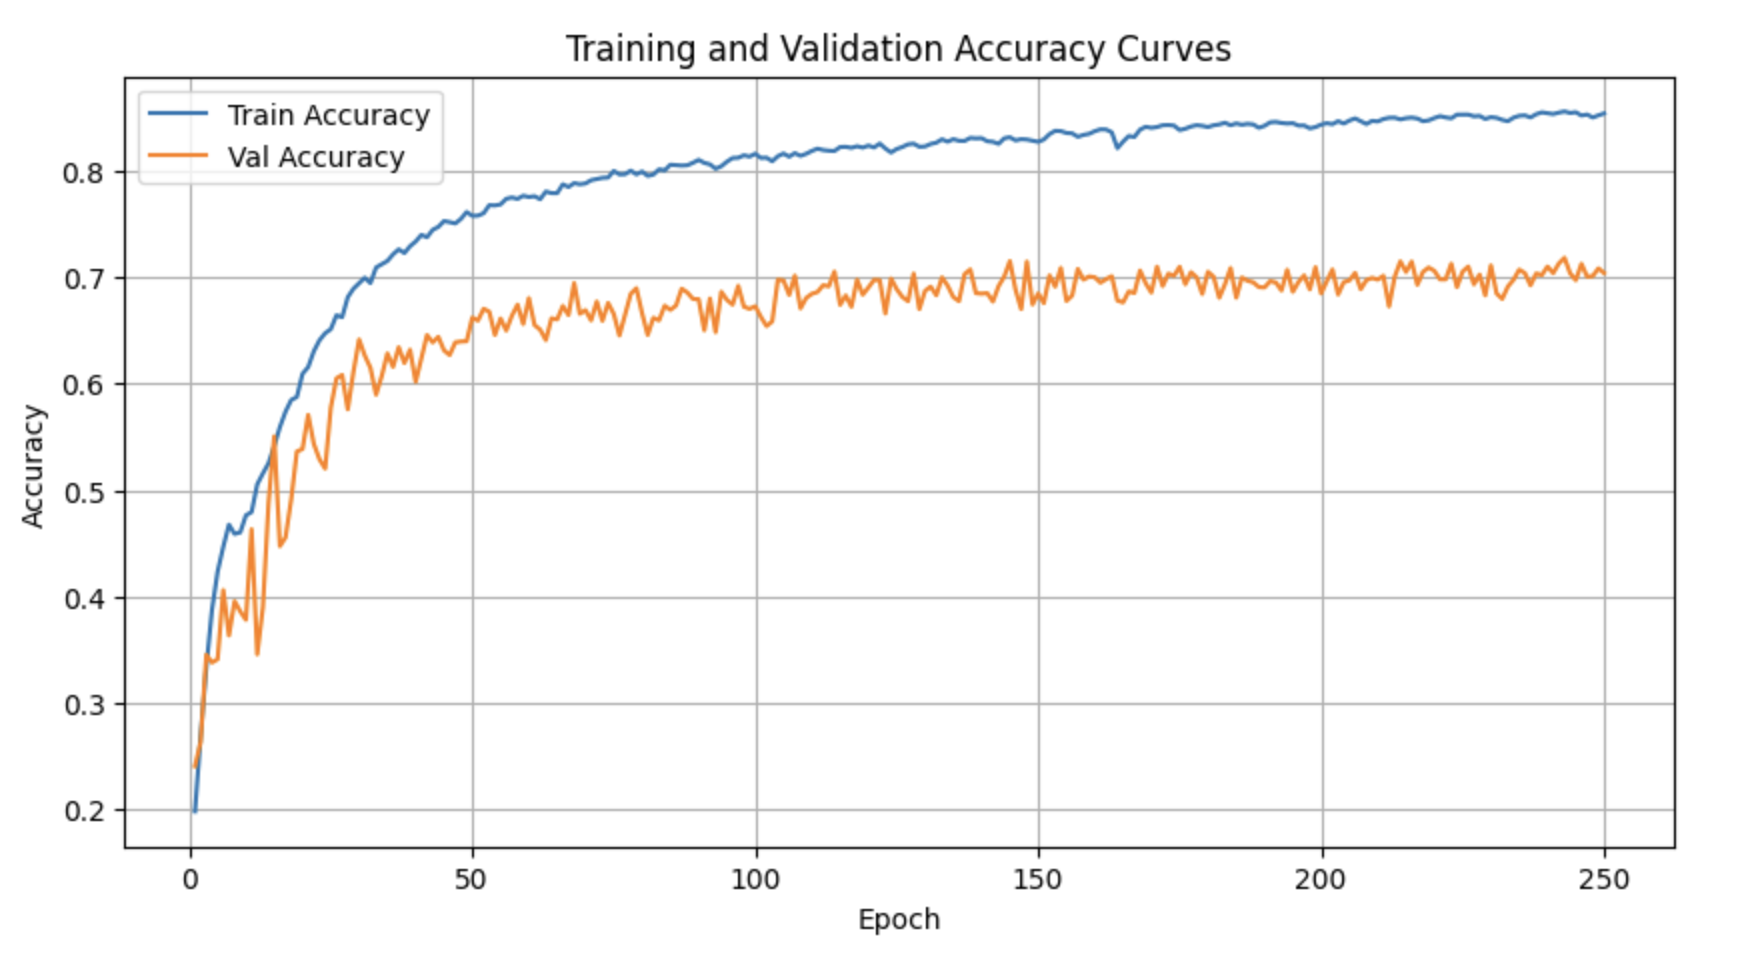 Training and Validation Accuracy Curves
Train Accuracy
Val Accuracy
Accuracy
0.8
0.7
0.6
0.5
0.4
0.3
0.2
0 50 100 150 200 250
Epoch